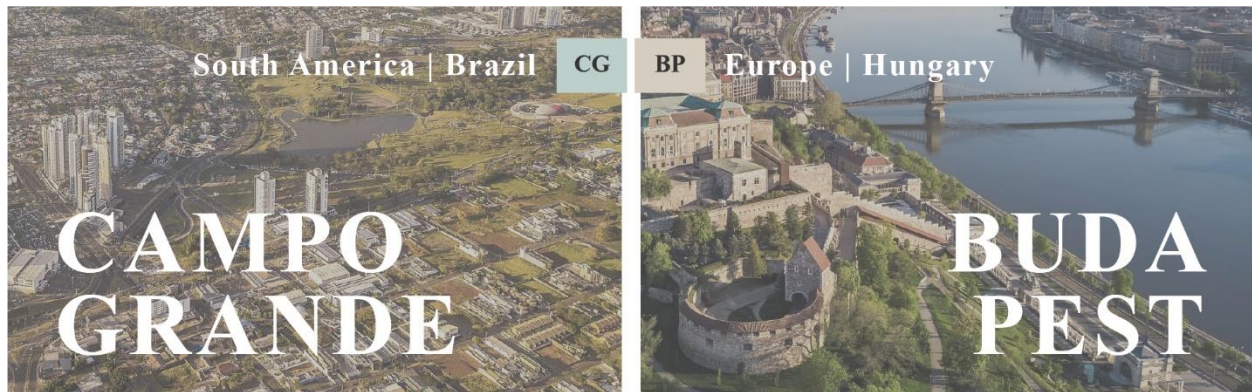 South America | Brazil
CG
BP
Europe | Hungary
CAMPO
GRANDE
BUDA
PEST